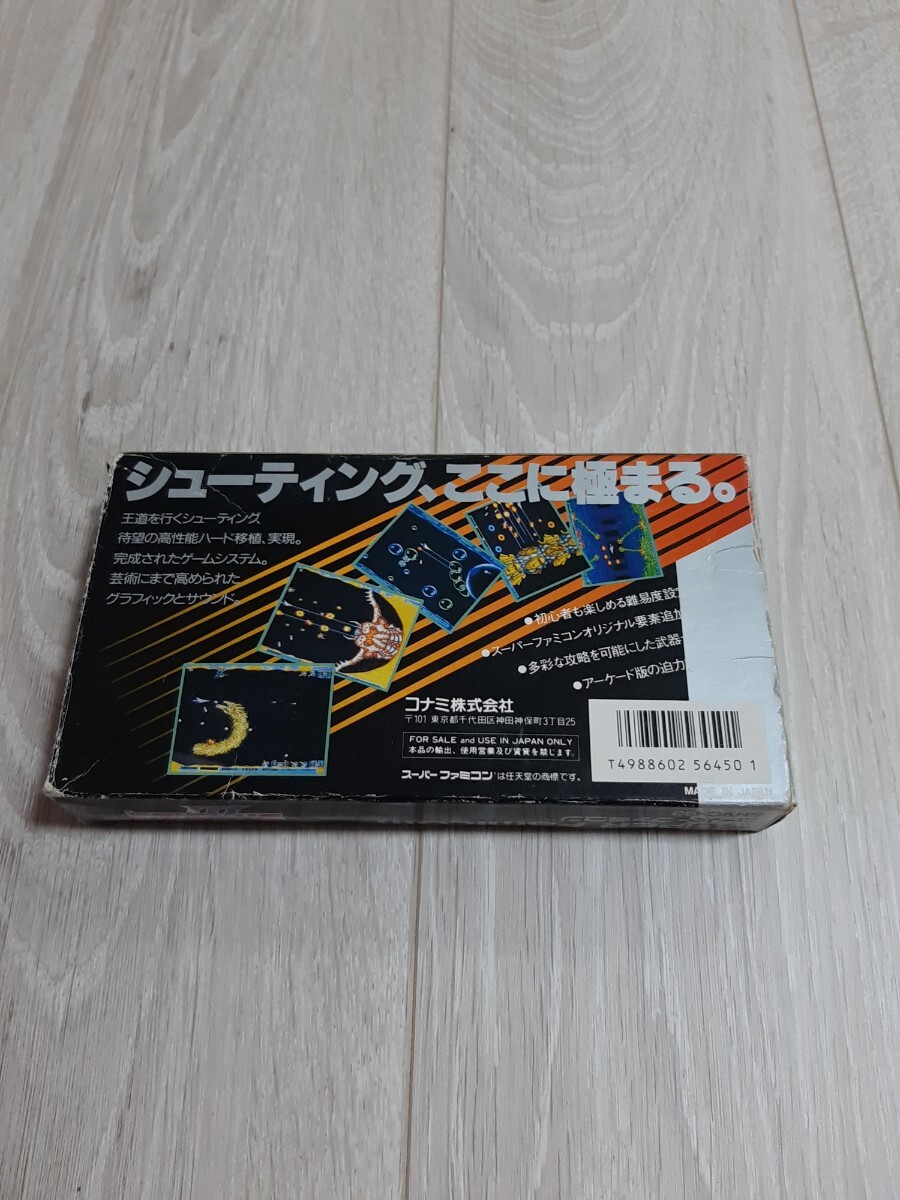 シューティング、ここに極まる。
王道を行くシューティング
待望の高性能ハード移植、実現。
完成されたゲームシステム。
芸術にまで高められた
グラフィックとサウンド。
●初心者も楽しめる難易度設
●スーパーファミコンオリジナル要素追加
●多彩な攻略を可能にした武器
●アーケード版の迫力
コナミ株式会社
〒101 東京都千代田区神田神保町3丁目25
FOR SALE and USE IN JAPAN ONLY
本品の輸出、使用営業及び賃貸を禁じます。
スーパーファミコンは任天堂の商標です。
T4988602 56450 1
MADE IN JAPAN